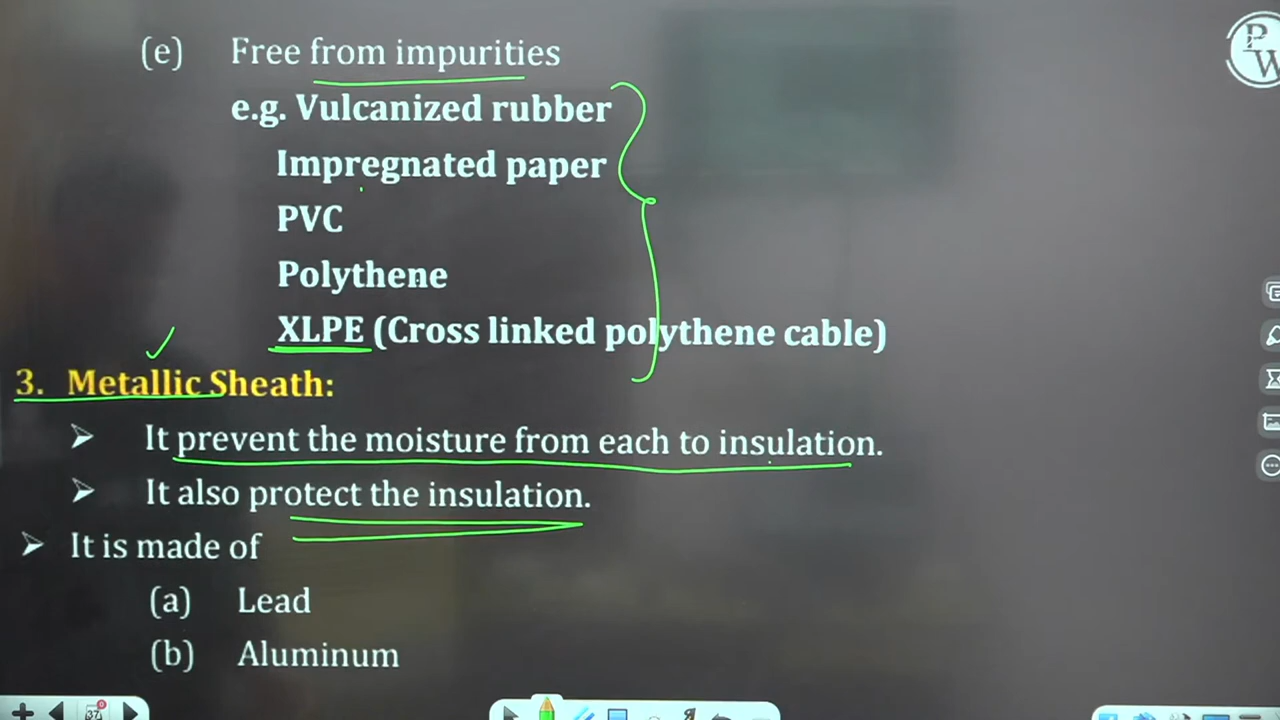 (e) Free from impurities
e.g. Vulcanized rubber
Impregnated paper
PVC
Polythene
XLPE (Cross linked polythene cable)
3. Metallic Sheath:
➢ It prevent the moisture from each to insulation.
➢ It also protect the insulation.
➢ It is made of
(a) Lead
(b) Aluminum
P
W
37